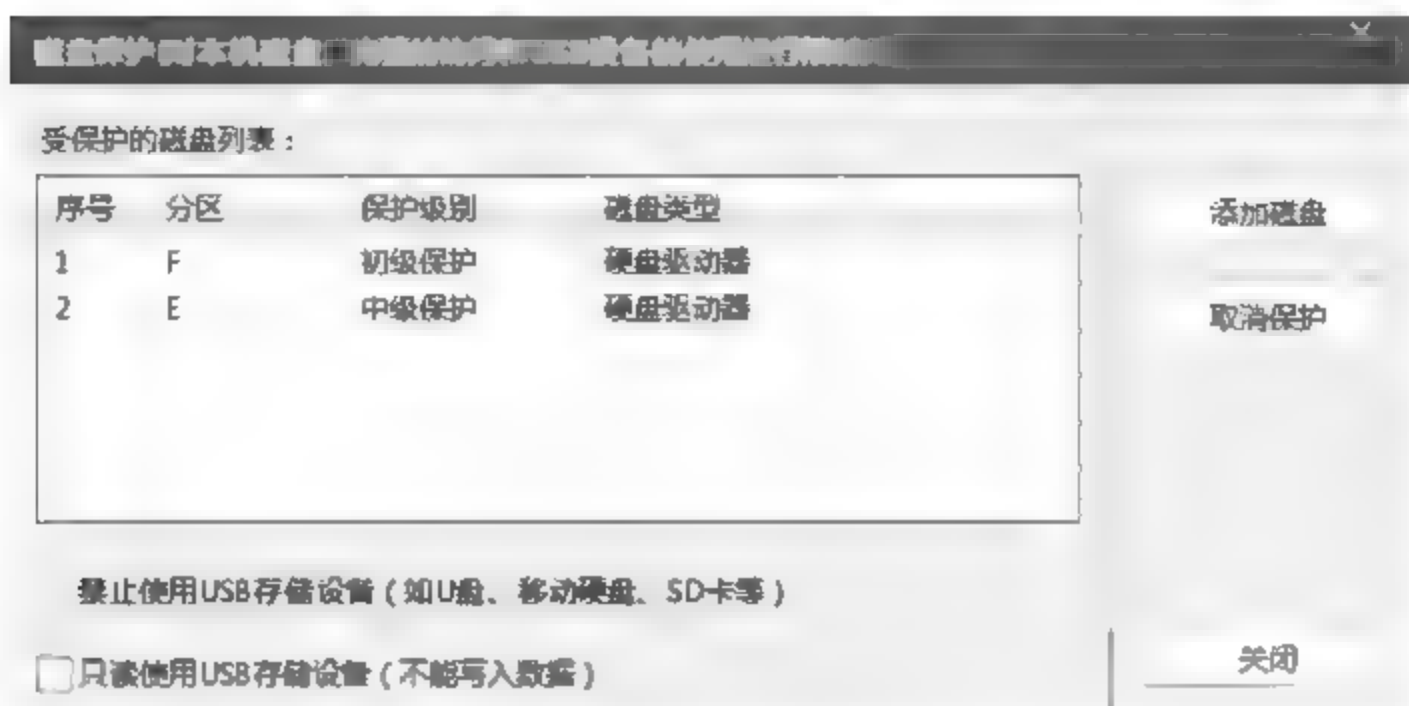 受保护的磁盘列表：
序号 分区 保护级别 磁盘类型
1 F 初级保护 硬盘驱动器
2 E 中级保护 硬盘驱动器
添加磁盘
取消保护
禁止使用USB存储设备（如U盘、移动硬盘、SD卡等）
只读使用USB存储设备（不能写入数据）
关闭